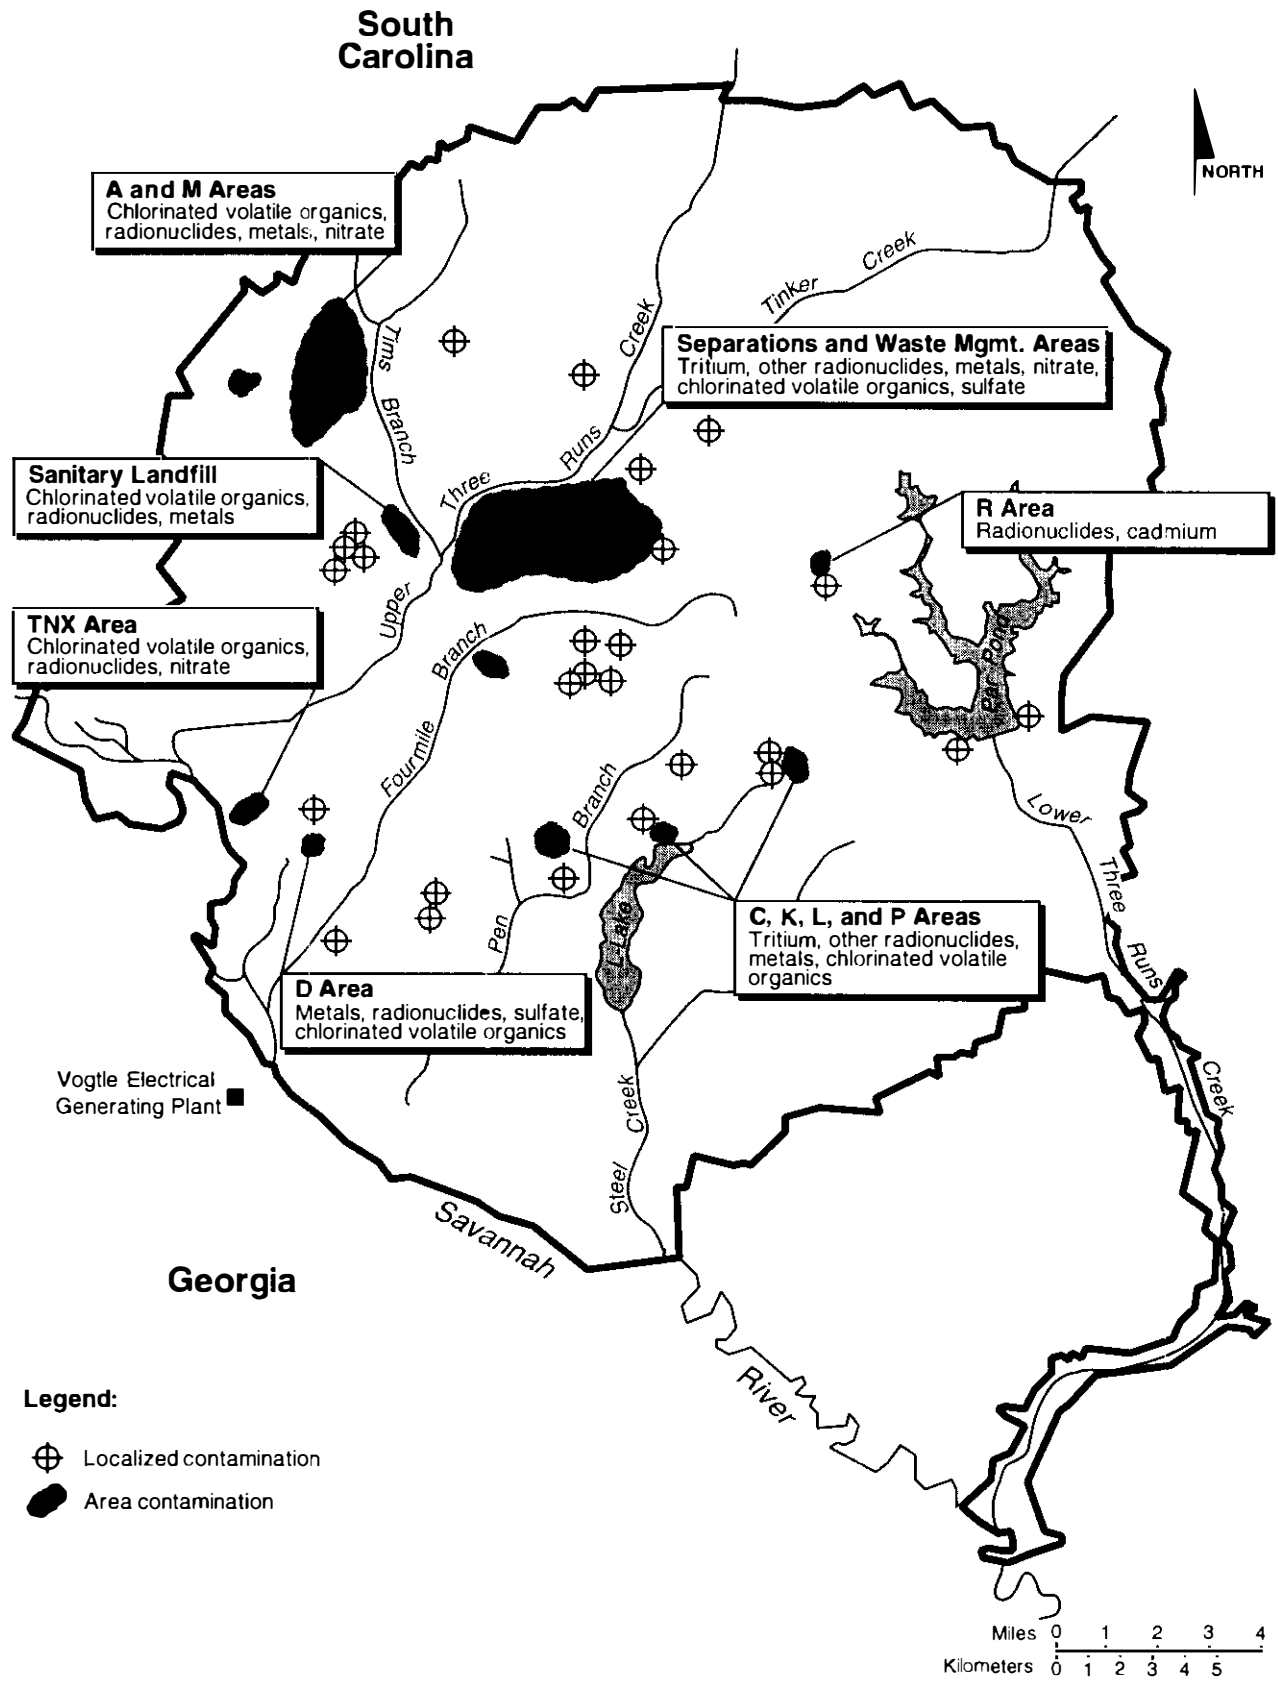 South
Carolina
NORTH
A and M Areas
Chlorinated volatile organics,
radionuclides, metals, nitrate
Tinker Creek
Tims Branch
Creek
Separations and Waste Mgmt. Areas
Tritium, other radionuclides, metals, nitrate,
chlorinated volatile organics, sulfate
Runs
Three
Upper
Sanitary Landfill
Chlorinated volatile organics,
radionuclides, metals
R Area
Radionuclides, cadmium
TNX Area
Chlorinated volatile organics,
radionuclides, nitrate
Branch
Fourmile
Par Pond
Branch
Pen
Lower
Three
Runs
Creek
L-Lake
C, K, L, and P Areas
Tritium, other radionuclides,
metals, chlorinated volatile
organics
D Area
Metals, radionuclides, sulfate,
chlorinated volatile organics
Vogtle Electrical
Generating Plant
Creek
Steel
Savannah
River
Georgia
Legend:
Localized contamination
Area contamination
Miles 0 1 2 3 4
Kilometers 0 1 2 3 4 5